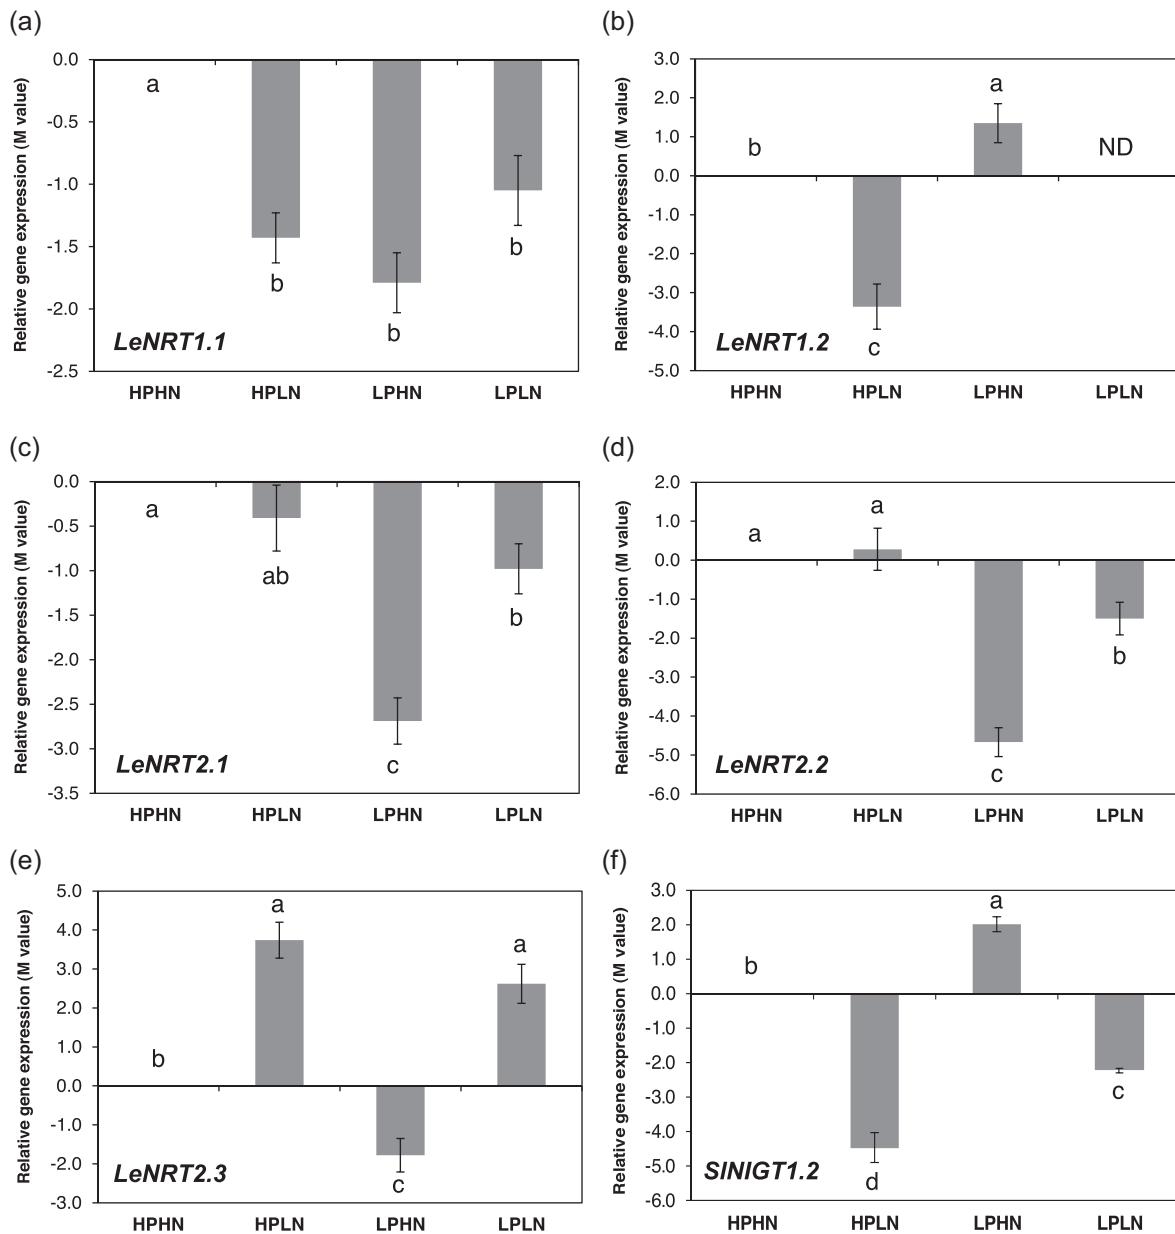 (a)
Relative gene expression (M value)
0.0
-0.5
-1.0
-1.5
-2.0
-2.5
a
b
b
b
LeNRT1.1
HPHN HPLN LPHN LPLN
(b)
Relative gene expression (M value)
3.0
2.0
1.0
0.0
-1.0
-2.0
-3.0
-4.0
-5.0
b
c
a
ND
LeNRT1.2
HPHN HPLN LPHN LPLN
(c)
Relative gene expression (M value)
0.0
-0.5
-1.0
-1.5
-2.0
-2.5
-3.0
-3.5
a
ab
c
b
LeNRT2.1
HPHN HPLN LPHN LPLN
(d)
Relative gene expression (M value)
2.0
1.0
0.0
-1.0
-2.0
-3.0
-4.0
-5.0
-6.0
a
a
c
b
LeNRT2.2
HPHN HPLN LPHN LPLN
(e)
Relative gene expression (M value)
5.0
4.0
3.0
2.0
1.0
0.0
-1.0
-2.0
-3.0
b
a
c
a
LeNRT2.3
HPHN HPLN LPHN LPLN
(f)
Relative gene expression (M value)
3.0
2.0
1.0
0.0
-1.0
-2.0
-3.0
-4.0
-5.0
-6.0
b
d
a
c
SlNIGT1.2
HPHN HPLN LPHN LPLN